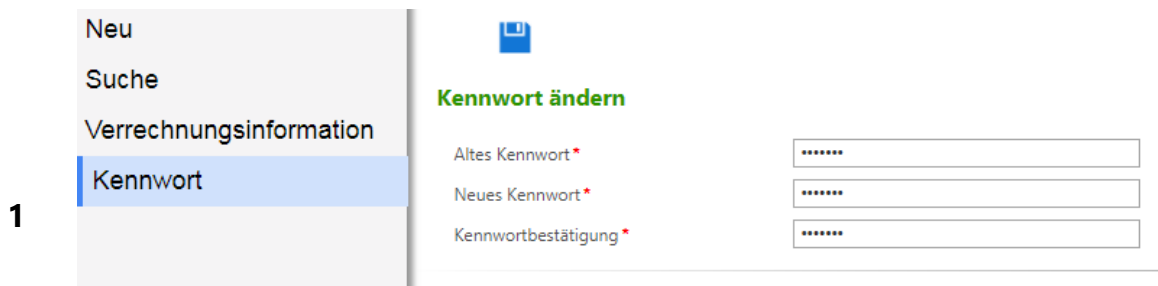 Neu
Suche
Verrechnungsinformation
Kennwort
1
Kennwort ändern
Altes Kennwort* •••••••
Neues Kennwort* •••••••
Kennwortbestätigung* •••••••